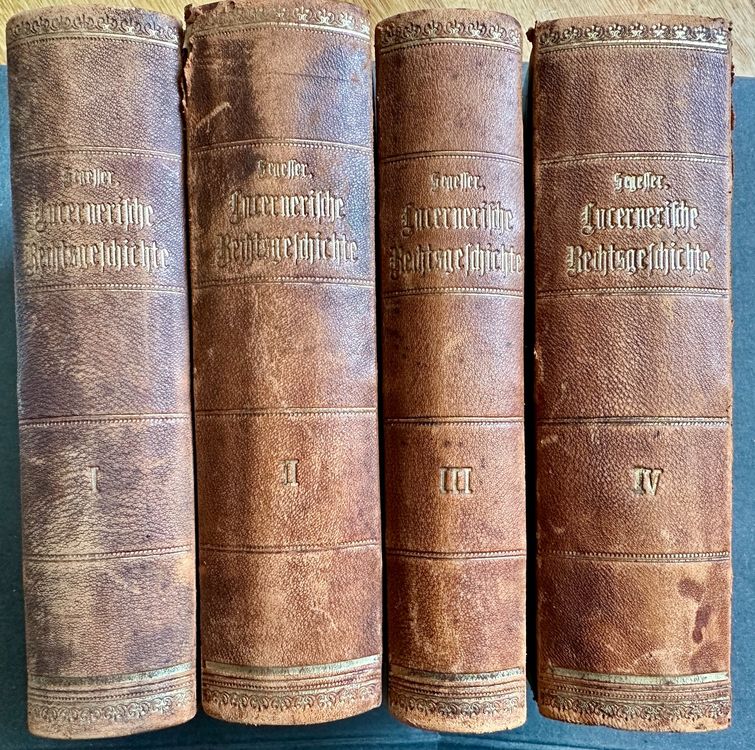 Segesser,
Lucernerische
Rechtsgeschichte
I
Segesser,
Lucernerische
Rechtsgeschichte
II
Segesser,
Lucernerische
Rechtsgeschichte
III
Segesser,
Lucernerische
Rechtsgeschichte
IV